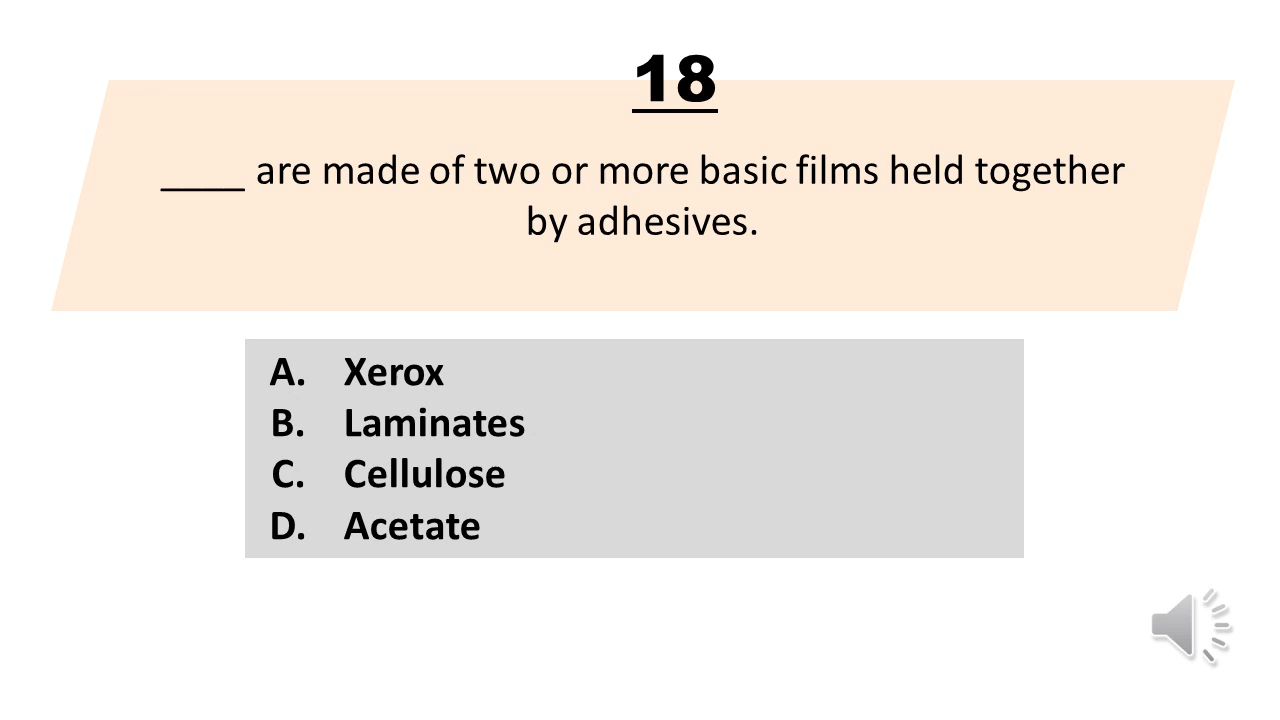 18
____ are made of two or more basic films held together
by adhesives.
A. Xerox
B. Laminates
C. Cellulose
D. Acetate